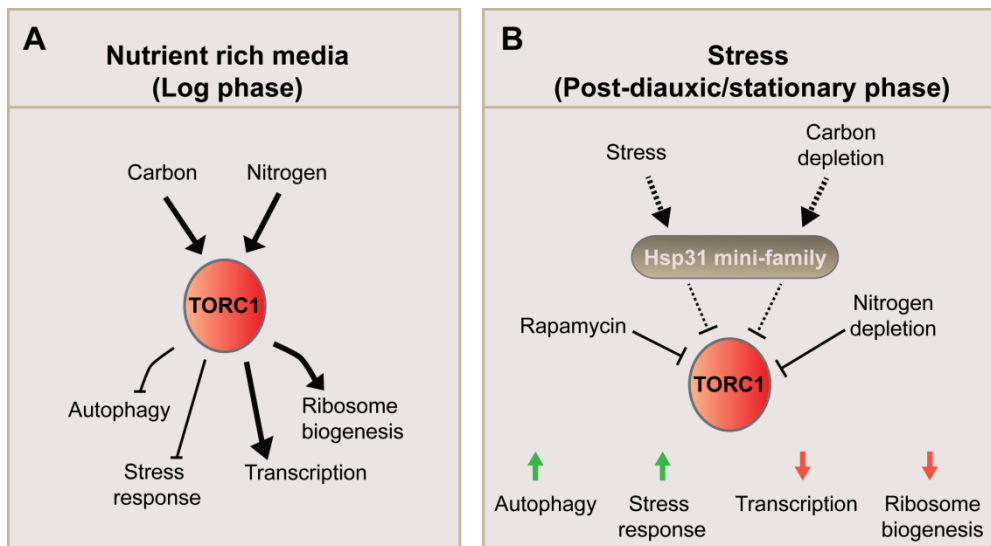 A
Nutrient rich media
(Log phase)
Carbon
Nitrogen
TORC1
Autophagy
Ribosome
biogenesis
Stress
response
Transcription
B
Stress
(Post-diauxic/stationary phase)
Stress
Carbon
depletion
Hsp31 mini-family
Rapamycin
Nitrogen
depletion
TORC1
Autophagy
Stress
response
Transcription
Ribosome
biogenesis